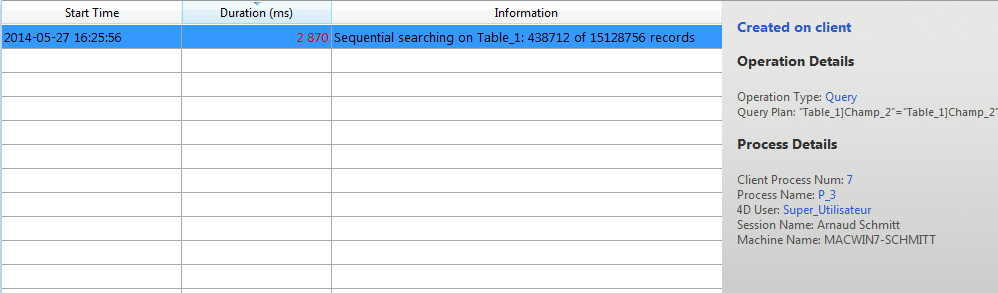 Start Time Duration (ms) Information
2014-05-27 16:25:56 2 870 Sequential searching on Table_1: 438712 of 15128756 records
Created on client
Operation Details
Operation Type: Query
Query Plan: "Table_1]Champ_2"="Table_1]Champ_2"
Process Details
Client Process Num: 7
Process Name: P_3
4D User: Super_Utilisateur
Session Name: Arnaud Schmitt
Machine Name: MACWIN7-SCHMITT